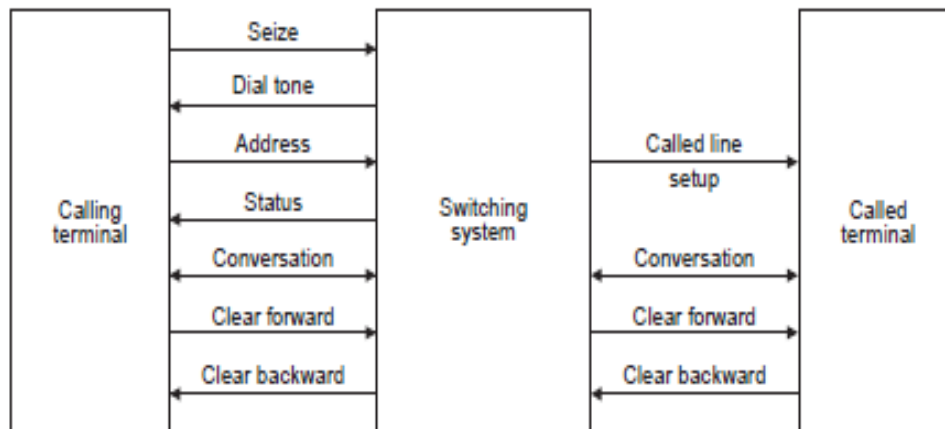 Seize
Dial tone
Address
Called line
setup
Status
Calling
terminal
Switching
system
Called
terminal
Conversation
Conversation
Clear forward
Clear forward
Clear backward
Clear backward